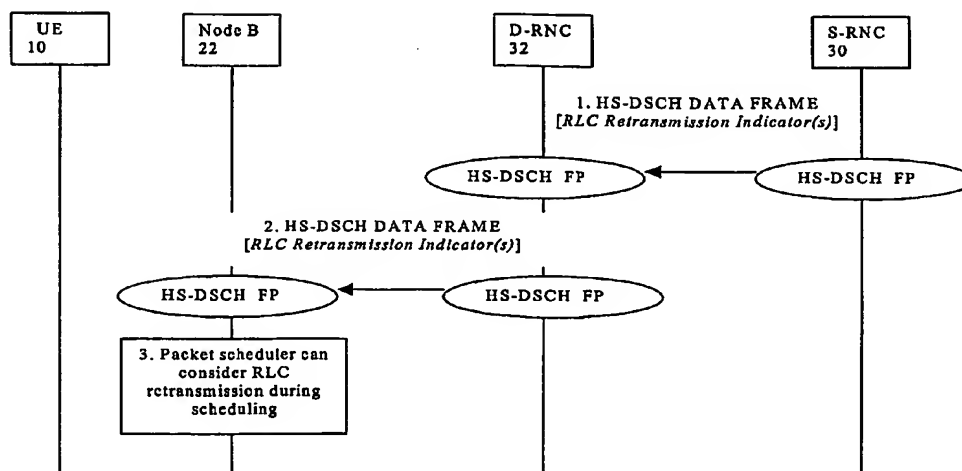 UE
10
Node B
22
D-RNC
32
S-RNC
30
1. HS-DSCH DATA FRAME
[RLC Retransmission Indicator(s)]
HS-DSCH FP
HS-DSCH FP
2. HS-DSCH DATA FRAME
[RLC Retransmission Indicator(s)]
HS-DSCH FP
HS-DSCH FP
3. Packet scheduler can
consider RLC
retransmission during
scheduling